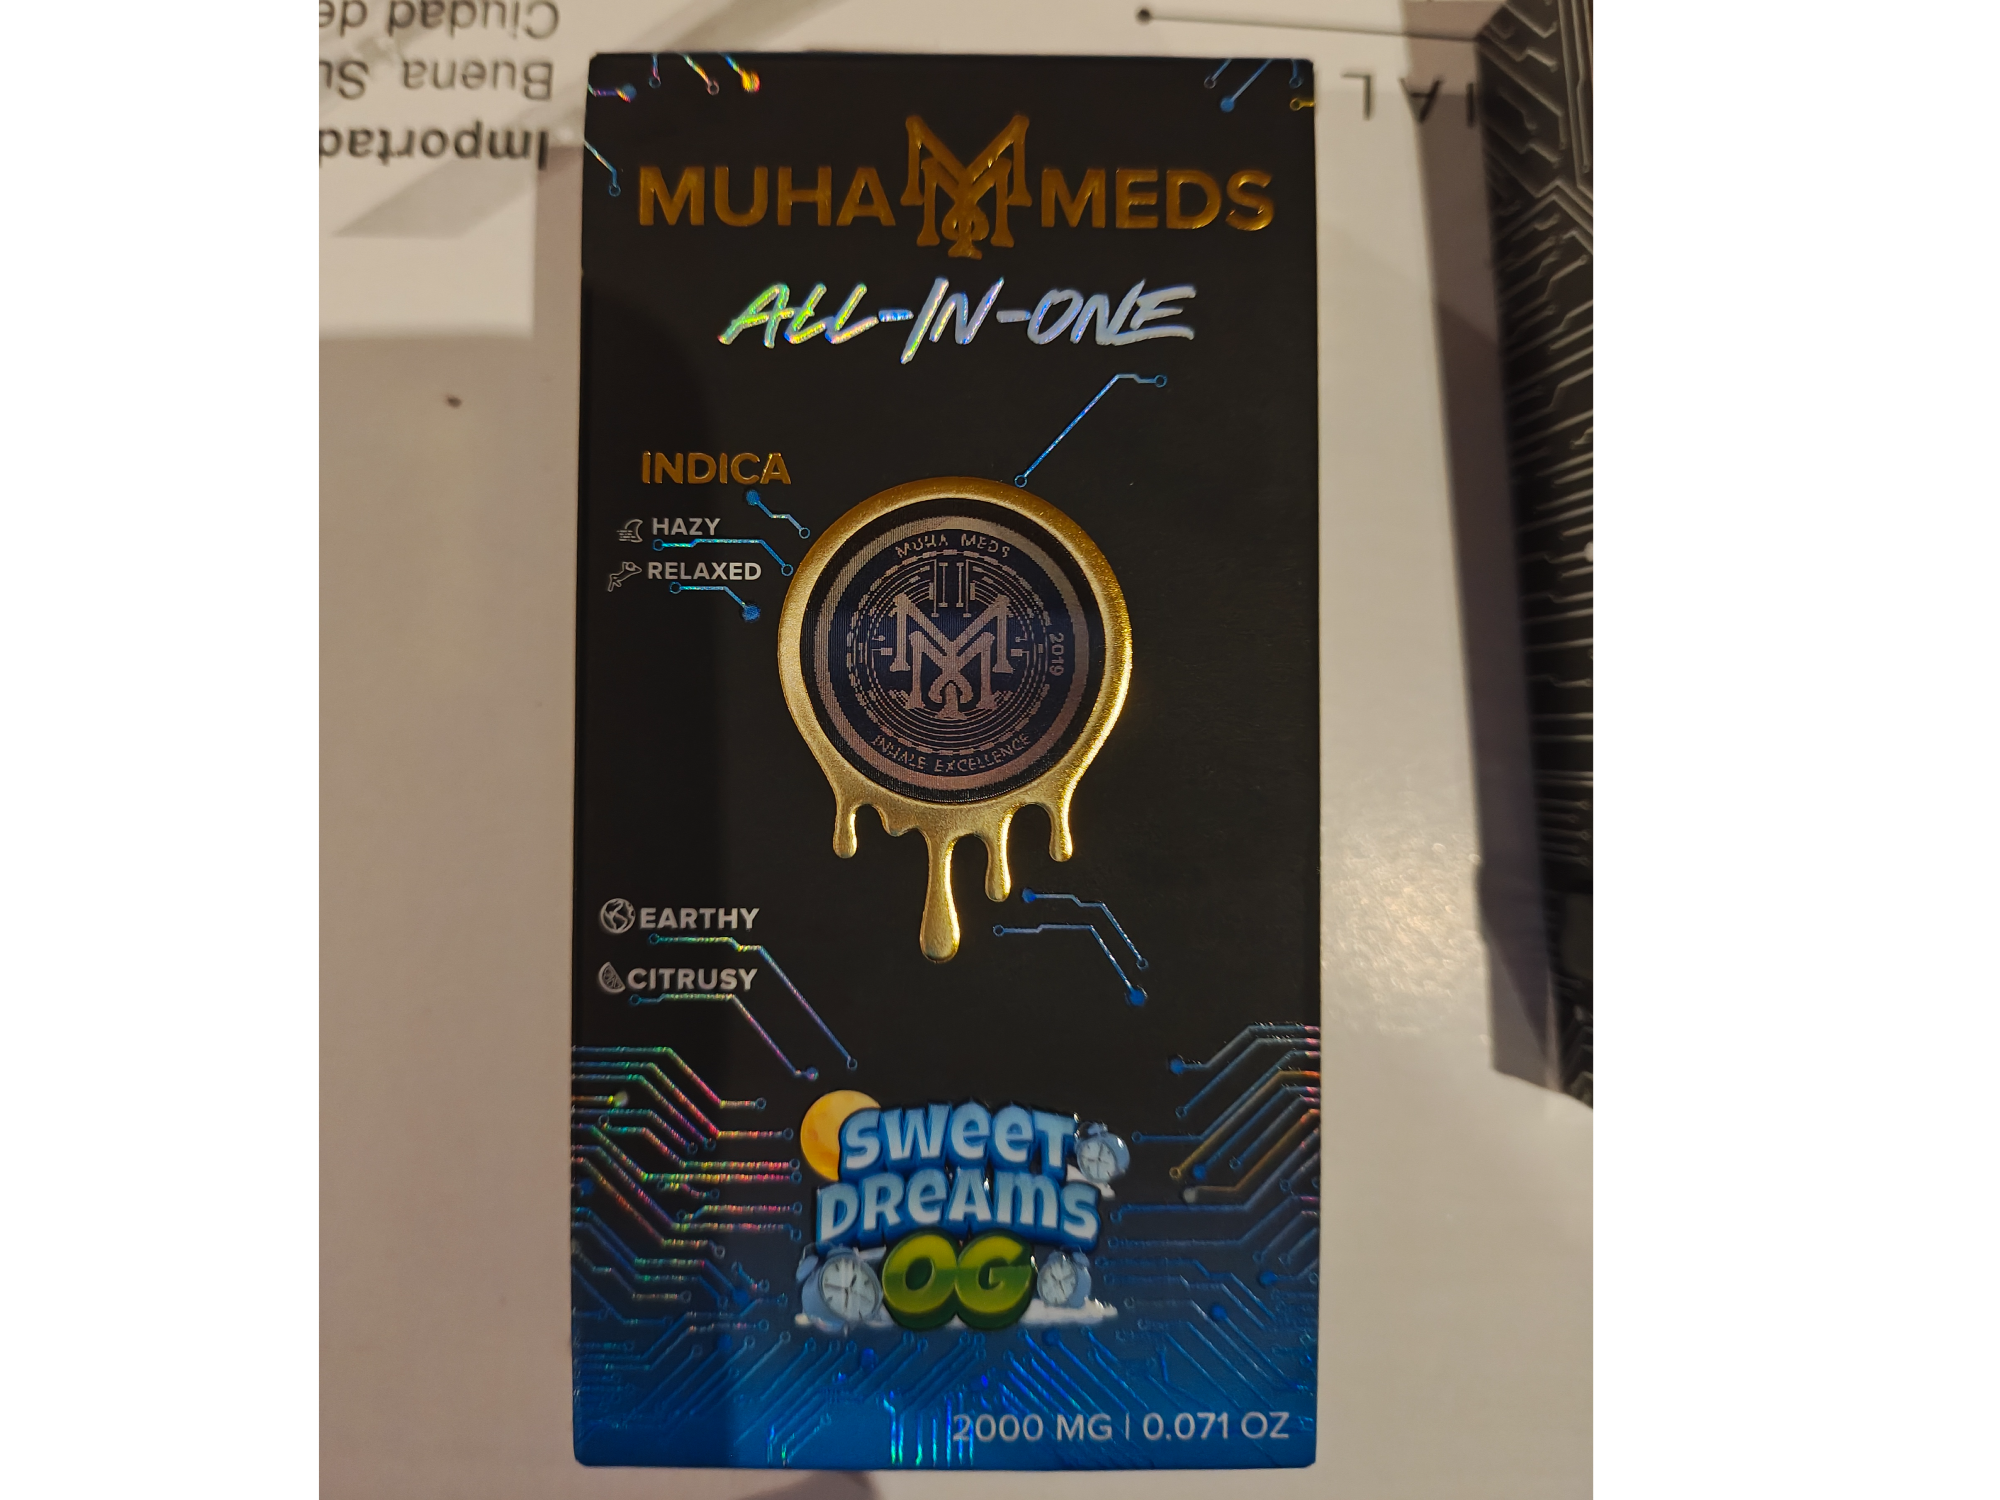 MUHA MEDS
ALL-IN-ONE
INDICA
HAZY
RELAXED
MUHA MEDS
2019
INHALE EXCELLENCE
EARTHY
CITRUSY
SWEET
DREAMS
OG
2000 MG | 0.071 OZ
Importad
Buena Su
Ciudad de
IAL